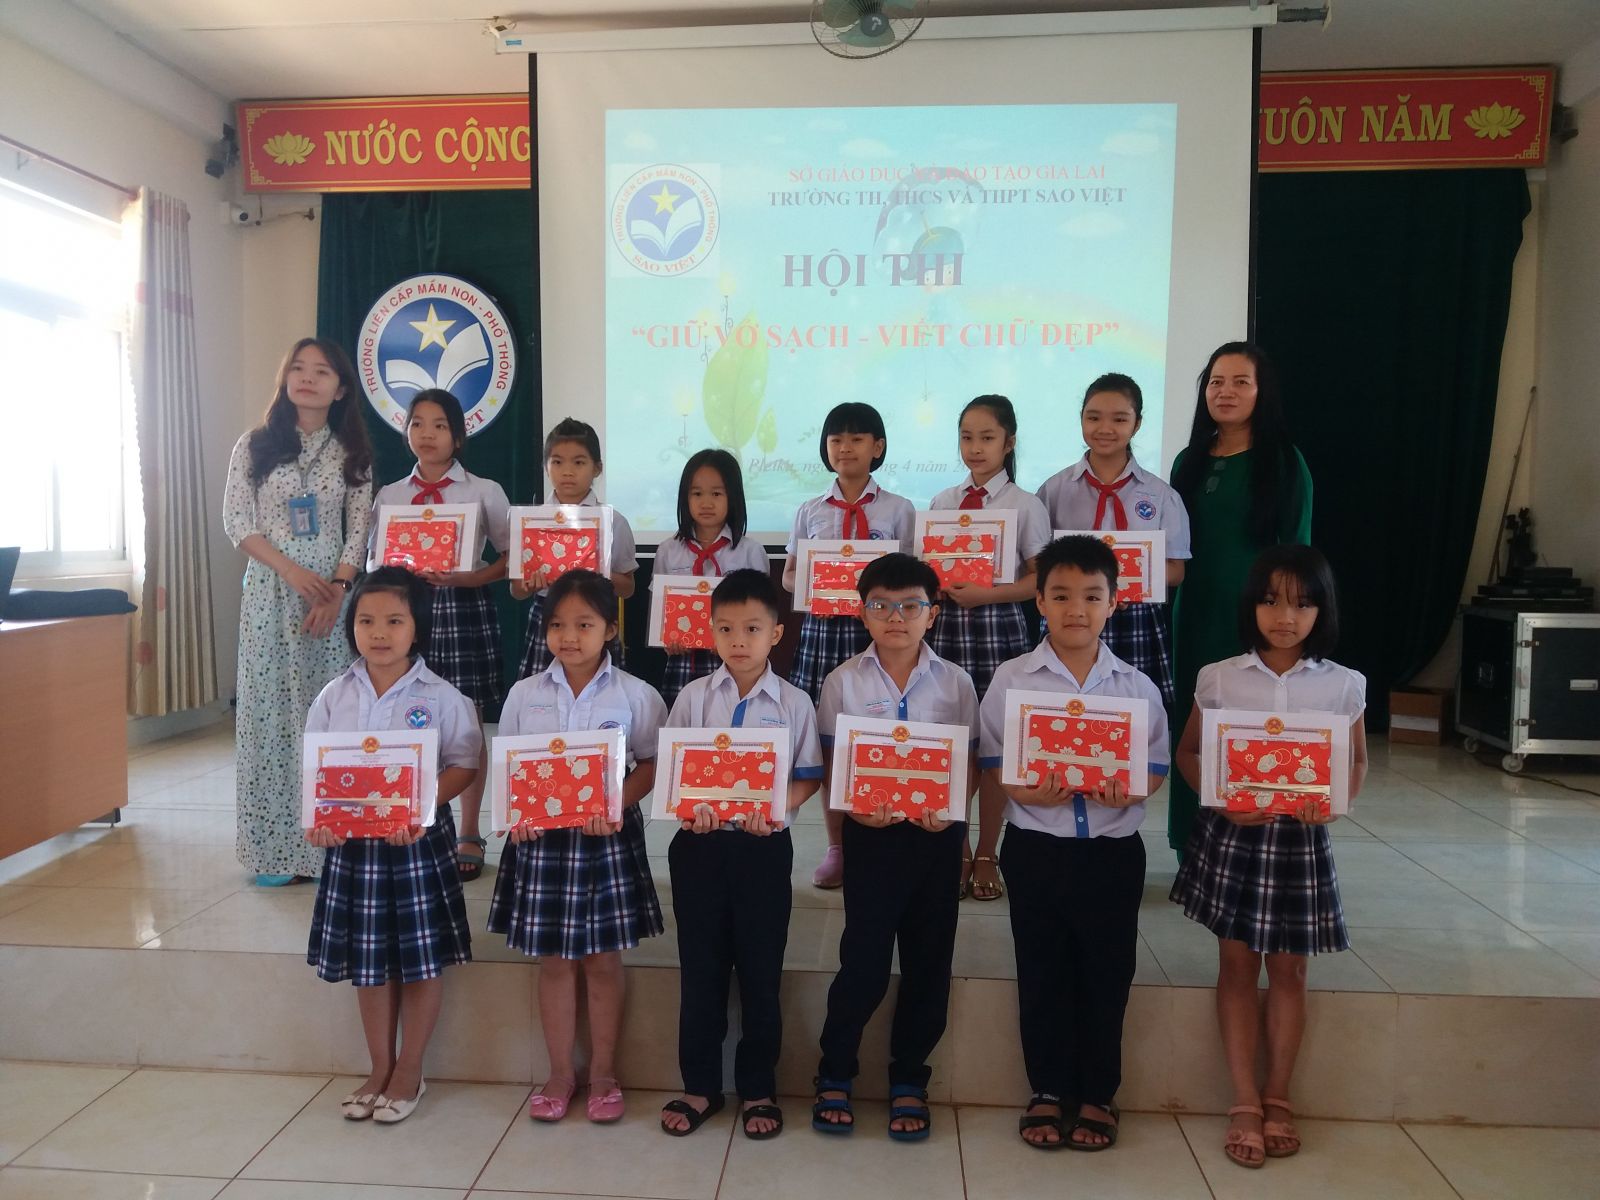 NƯỚC CỘNG
UÔN NĂM
SỞ GIÁO DỤC VÀ ĐÀO TẠO GIA LAI
TRƯỜNG TH, THCS VÀ THPT SAO VIỆT
TRƯỜNG LIÊN CẤP MẦM NON - PHỔ THÔNG
SAO VIỆT
HỘI THI
“GIỮ VỞ SẠCH - VIẾT CHỮ ĐẸP”
4 năm
TRƯỜNG LIÊN CẤP MẦM NON - PHỔ THÔNG